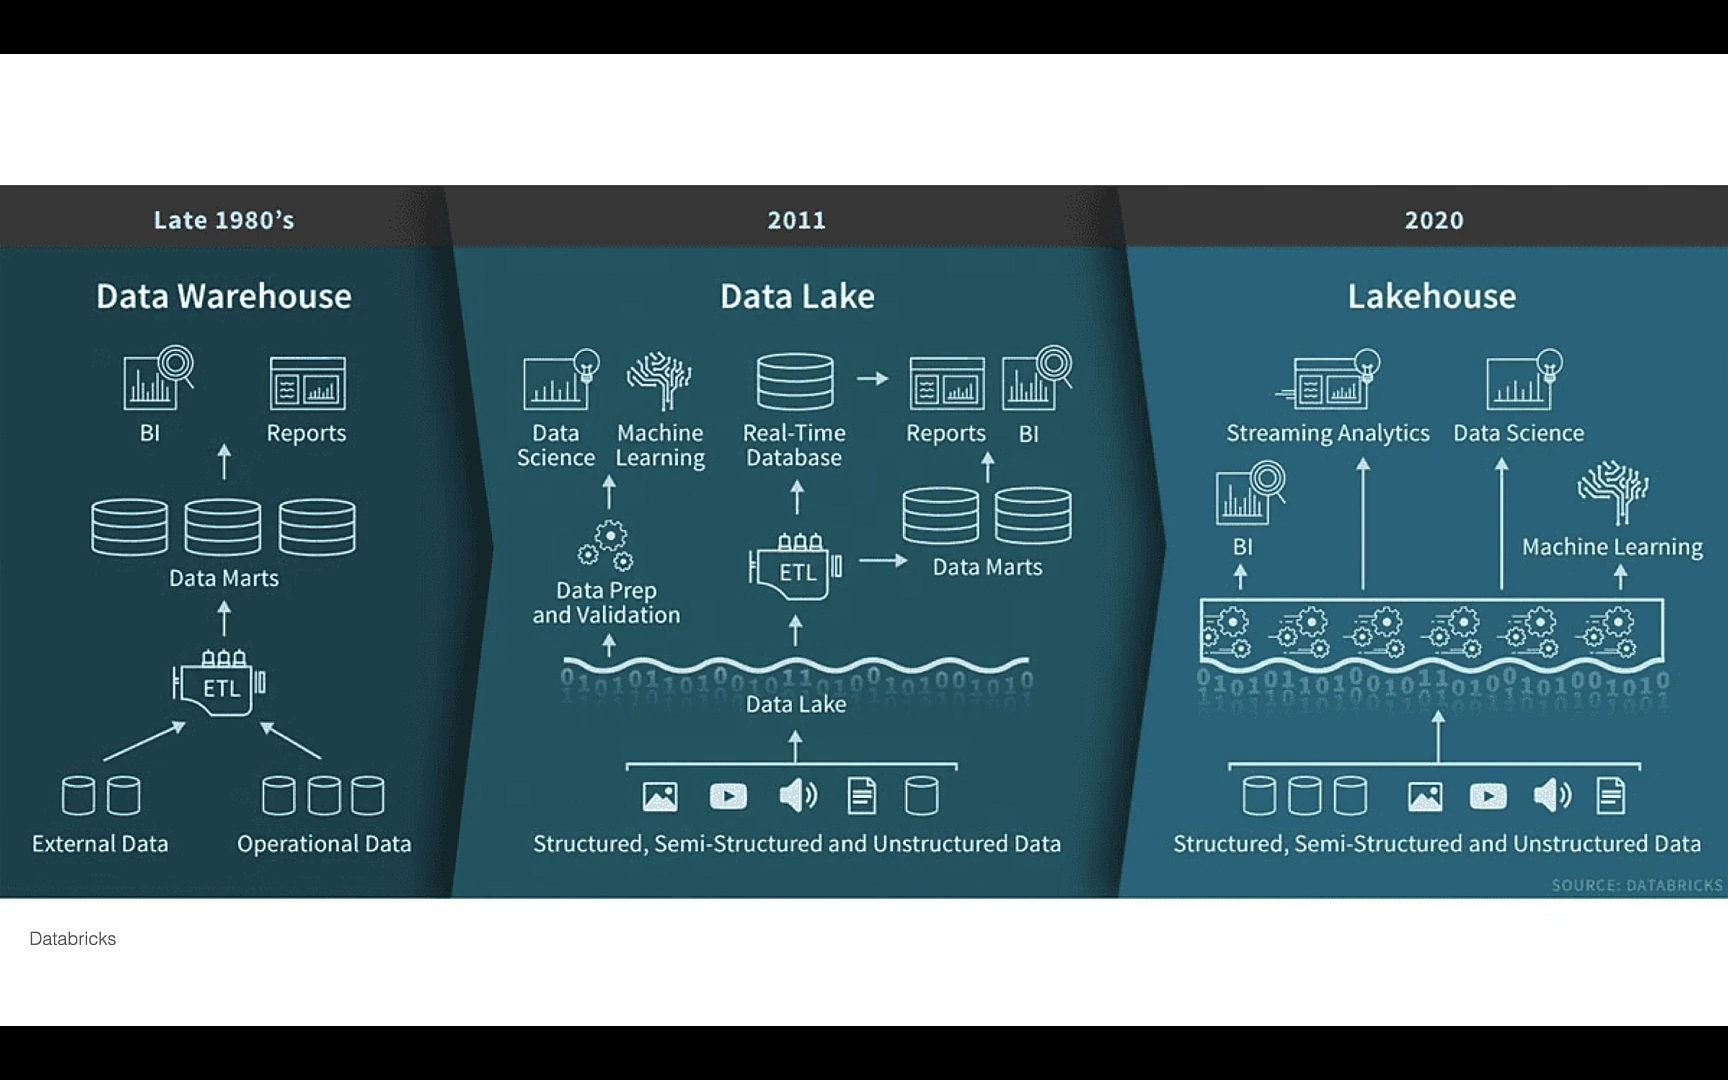 Late 1980's
Data Warehouse
BI
Reports
Data Marts
ETL
External Data
Operational Data
2011
Data Lake
Data
Science
Machine
Learning
Real-Time
Database
Reports
BI
Data Prep
and Validation
ETL
Data Marts
01010111010001011010001010010100
Data Lake
Structured, Semi-Structured and Unstructured Data
2020
Lakehouse
Streaming Analytics
Data Science
BI
Machine Learning
Structured, Semi-Structured and Unstructured Data
SOURCE: DATABRICKS
Databricks